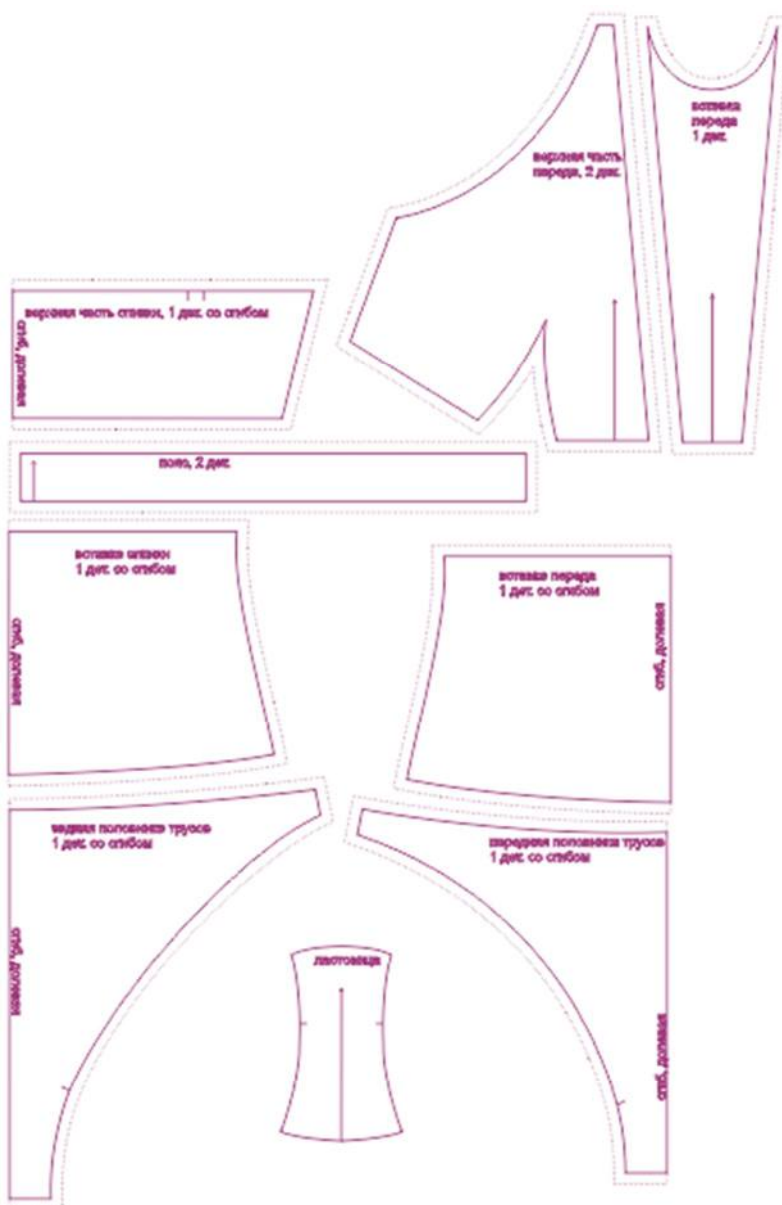 вставка
переда
1 дет.
верхняя часть
переда, 2 дет.
верхняя часть спинки, 1 дет. со сгибом
сгиб, долевая
пояс, 2 дет.
вставка спинки
1 дет. со сгибом
сгиб, долевая
вставка переда
1 дет. со сгибом
сгиб, долевая
задняя половинка трусов
1 дет. со сгибом
сгиб, долевая
передняя половинка трусов
1 дет. со сгибом
сгиб, долевая
ластовица